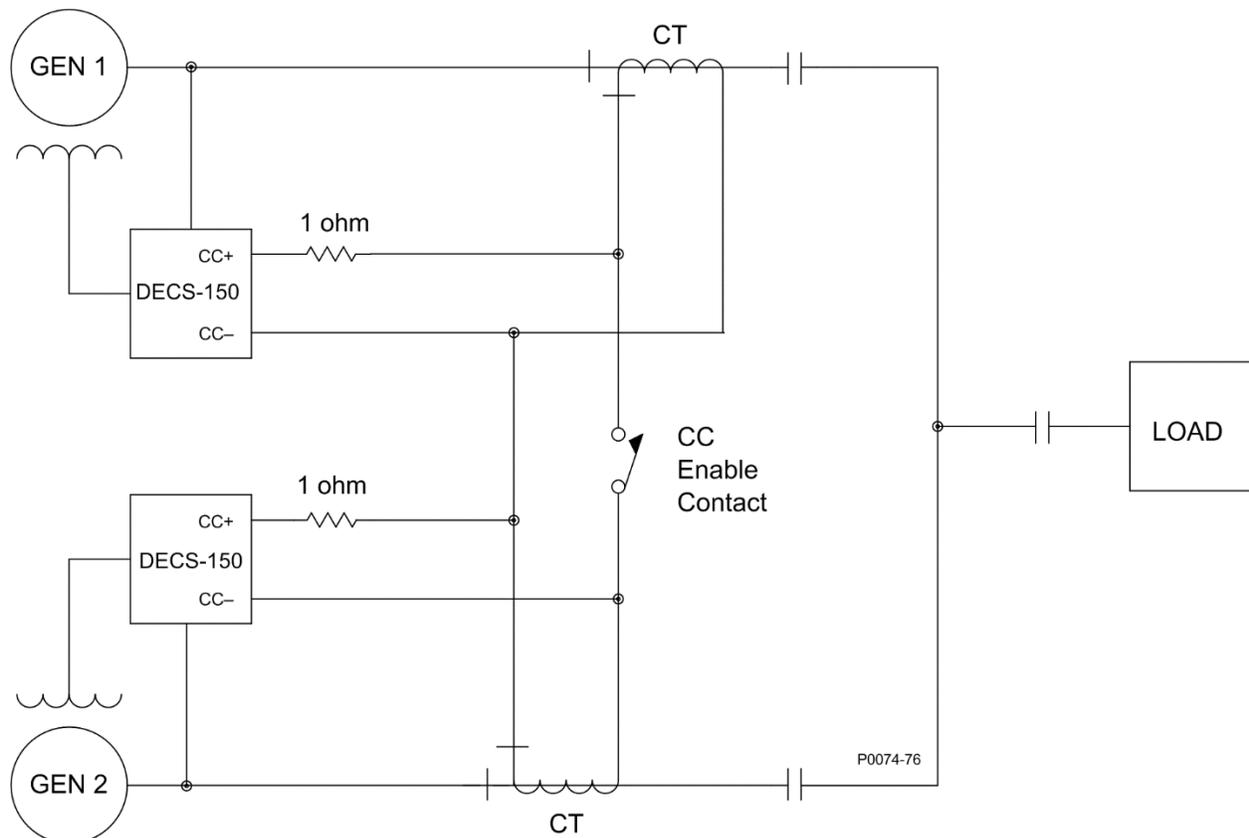 CT
GEN 1
1 ohm
CC+
DECS-150
CC–
CC
Enable
Contact
LOAD
1 ohm
CC+
DECS-150
CC–
P0074-76
GEN 2
CT